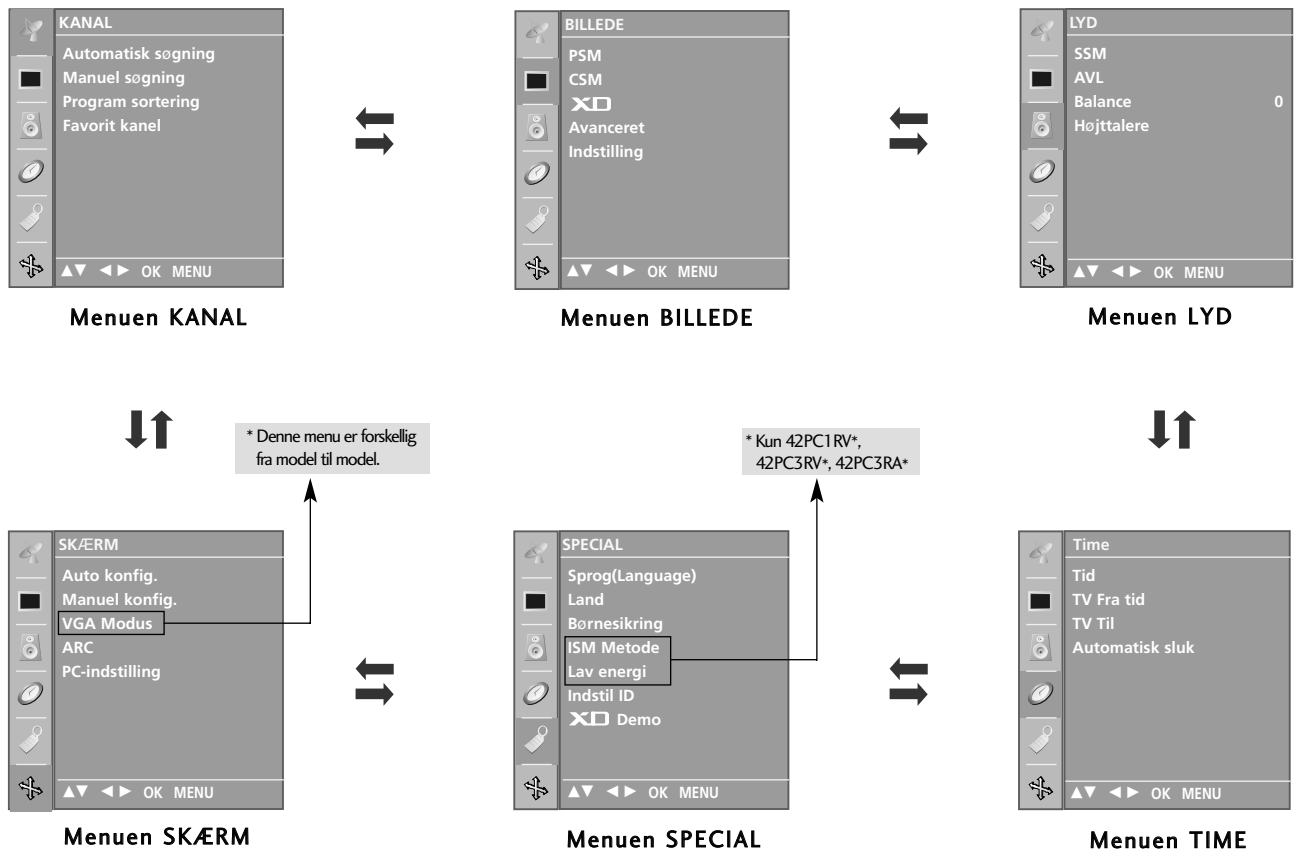 KANAL
Automatisk søgning
Manuel søgning
Program sortering
Favorit kanel
▲▼ ◄► OK MENU
Menuen KANAL
BILLEDE
PSM
CSM
XD
Avanceret
Indstilling
▲▼ ◄► OK MENU
Menuen BILLEDE
LYD
SSM
AVL
Balance 0
Højttalere
▲▼ ◄► OK MENU
Menuen LYD
* Denne menu er forskellig
fra model til model.
* Kun 42PC1RV*,
42PC3RV*, 42PC3RA*
SKÆRM
Auto konfig.
Manuel konfig.
VGA Modus
ARC
PC-indstilling
▲▼ ◄► OK MENU
Menuen SKÆRM
SPECIAL
Sprog(Language)
Land
Børnesikring
ISM Metode
Lav energi
Indstil ID
XD Demo
▲▼ ◄► OK MENU
Menuen SPECIAL
Time
Tid
TV Fra tid
TV Til
Automatisk sluk
▲▼ ◄► OK MENU
Menuen TIME